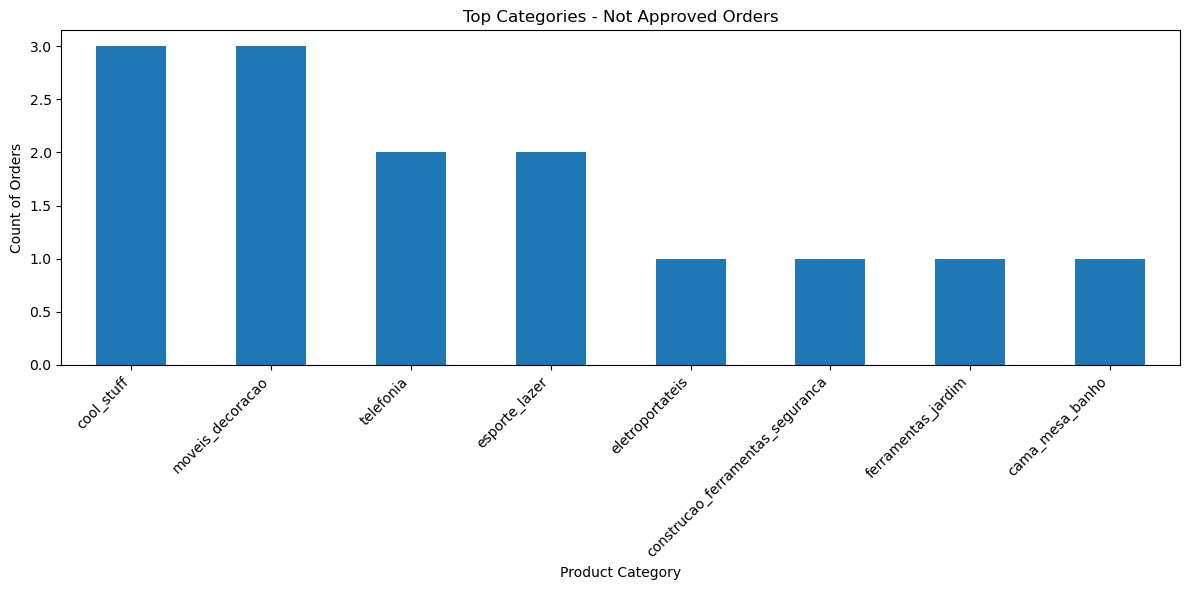 Top Categories - Not Approved Orders
Count of Orders
3.0
2.5
2.0
1.5
1.0
0.5
0.0
cool_stuff
moveis_decoracao
telefonia
esporte_lazer
eletroportateis
construcao_ferramentas_seguranca
ferramentas_jardim
cama_mesa_banho
Product Category